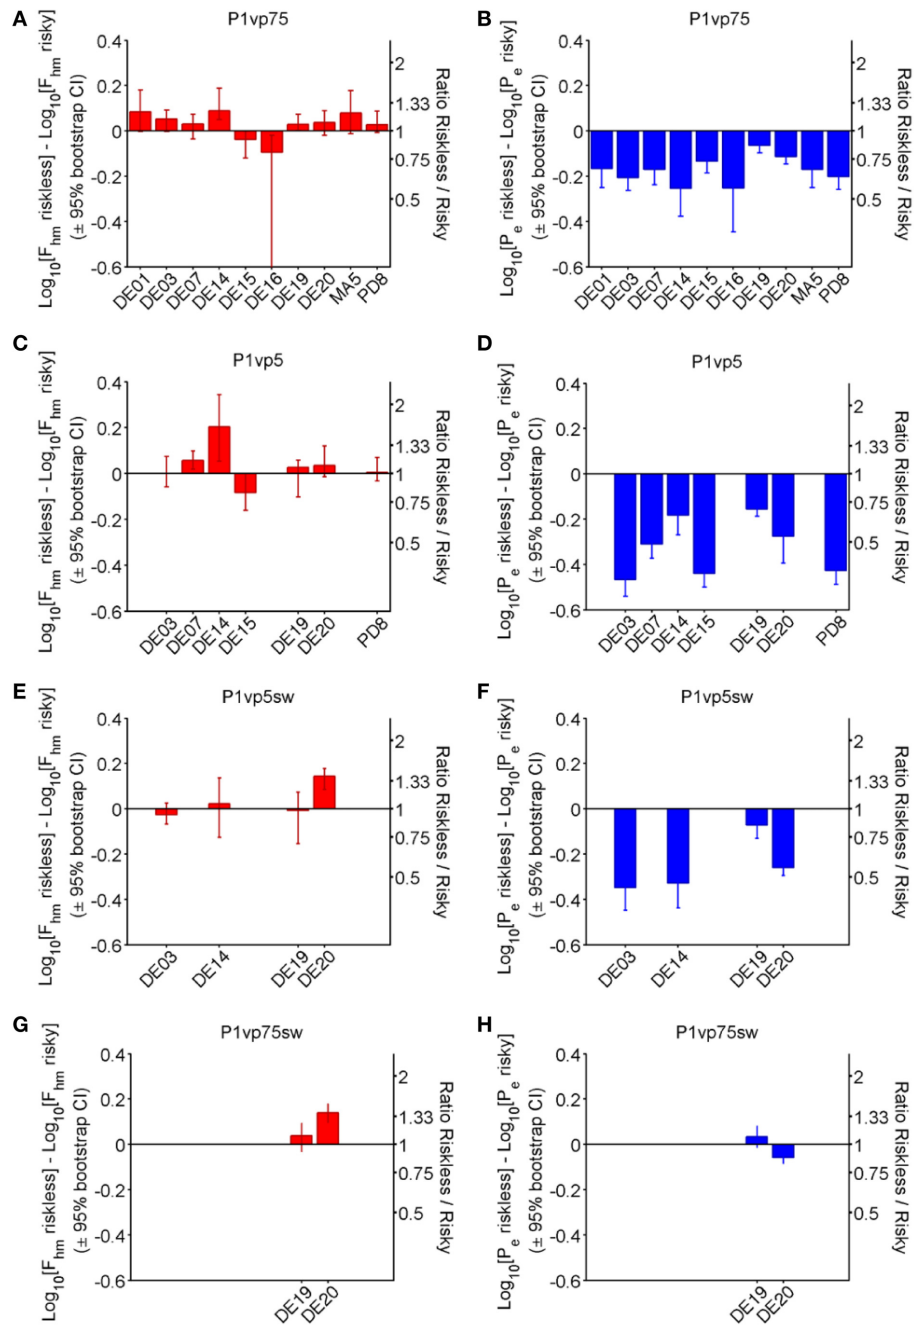 A
P1vp75
Log10[Fhm riskless] - Log10[Fhm risky]
(± 95% bootstrap CI)
0.4
0.2
0
-0.2
-0.4
-0.6
2
1.33
1
0.75
0.5
Ratio Riskless / Risky
DE01 DE03 DE07 DE14 DE15 DE16 DE19 DE20 MA5 PD8
B
P1vp75
Log10[Pe riskless] - Log10[Pe risky]
(± 95% bootstrap CI)
0.4
0.2
0
-0.2
-0.4
-0.6
2
1.33
1
0.75
0.5
Ratio Riskless / Risky
DE01 DE03 DE07 DE14 DE15 DE16 DE19 DE20 MA5 PD8
C
P1vp5
Log10[Fhm riskless] - Log10[Fhm risky]
(± 95% bootstrap CI)
0.4
0.2
0
-0.2
-0.4
-0.6
2
1.33
1
0.75
0.5
Ratio Riskless / Risky
DE03 DE07 DE14 DE15 DE19 DE20 PD8
D
P1vp5
Log10[Pe riskless] - Log10[Pe risky]
(± 95% bootstrap CI)
0.4
0.2
0
-0.2
-0.4
-0.6
2
1.33
1
0.75
0.5
Ratio Riskless / Risky
DE03 DE07 DE14 DE15 DE19 DE20 PD8
E
P1vp5sw
Log10[Fhm riskless] - Log10[Fhm risky]
(± 95% bootstrap CI)
0.4
0.2
0
-0.2
-0.4
-0.6
2
1.33
1
0.75
0.5
Ratio Riskless / Risky
DE03 DE14 DE19 DE20
F
P1vp5sw
Log10[Pe riskless] - Log10[Pe risky]
(± 95% bootstrap CI)
0.4
0.2
0
-0.2
-0.4
-0.6
2
1.33
1
0.75
0.5
Ratio Riskless / Risky
DE03 DE14 DE19 DE20
G
P1vp75sw
Log10[Fhm riskless] - Log10[Fhm risky]
(± 95% bootstrap CI)
0.4
0.2
0
-0.2
-0.4
-0.6
2
1.33
1
0.75
0.5
Ratio Riskless / Risky
DE19 DE20
H
P1vp75sw
Log10[Pe riskless] - Log10[Pe risky]
(± 95% bootstrap CI)
0.4
0.2
0
-0.2
-0.4
-0.6
2
1.33
1
0.75
0.5
Ratio Riskless / Risky
DE19 DE20